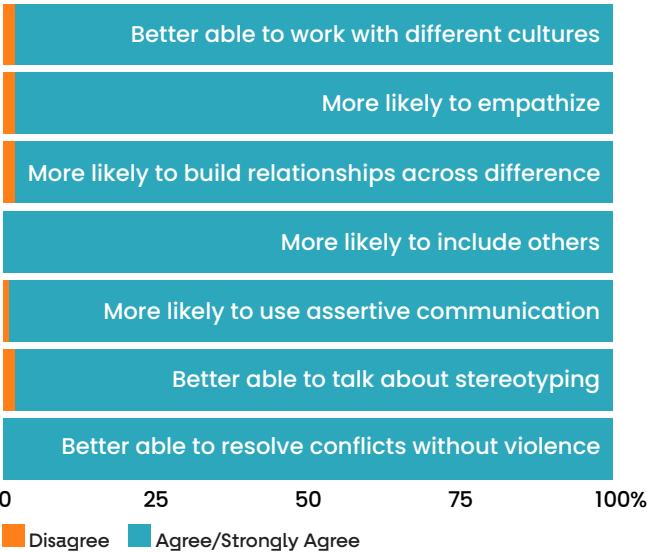 Better able to work with different cultures
More likely to empathize
More likely to build relationships across difference
More likely to include others
More likely to use assertive communication
Better able to talk about stereotyping
Better able to resolve conflicts without violence
0 25 50 75 100%
Disagree Agree/Strongly Agree